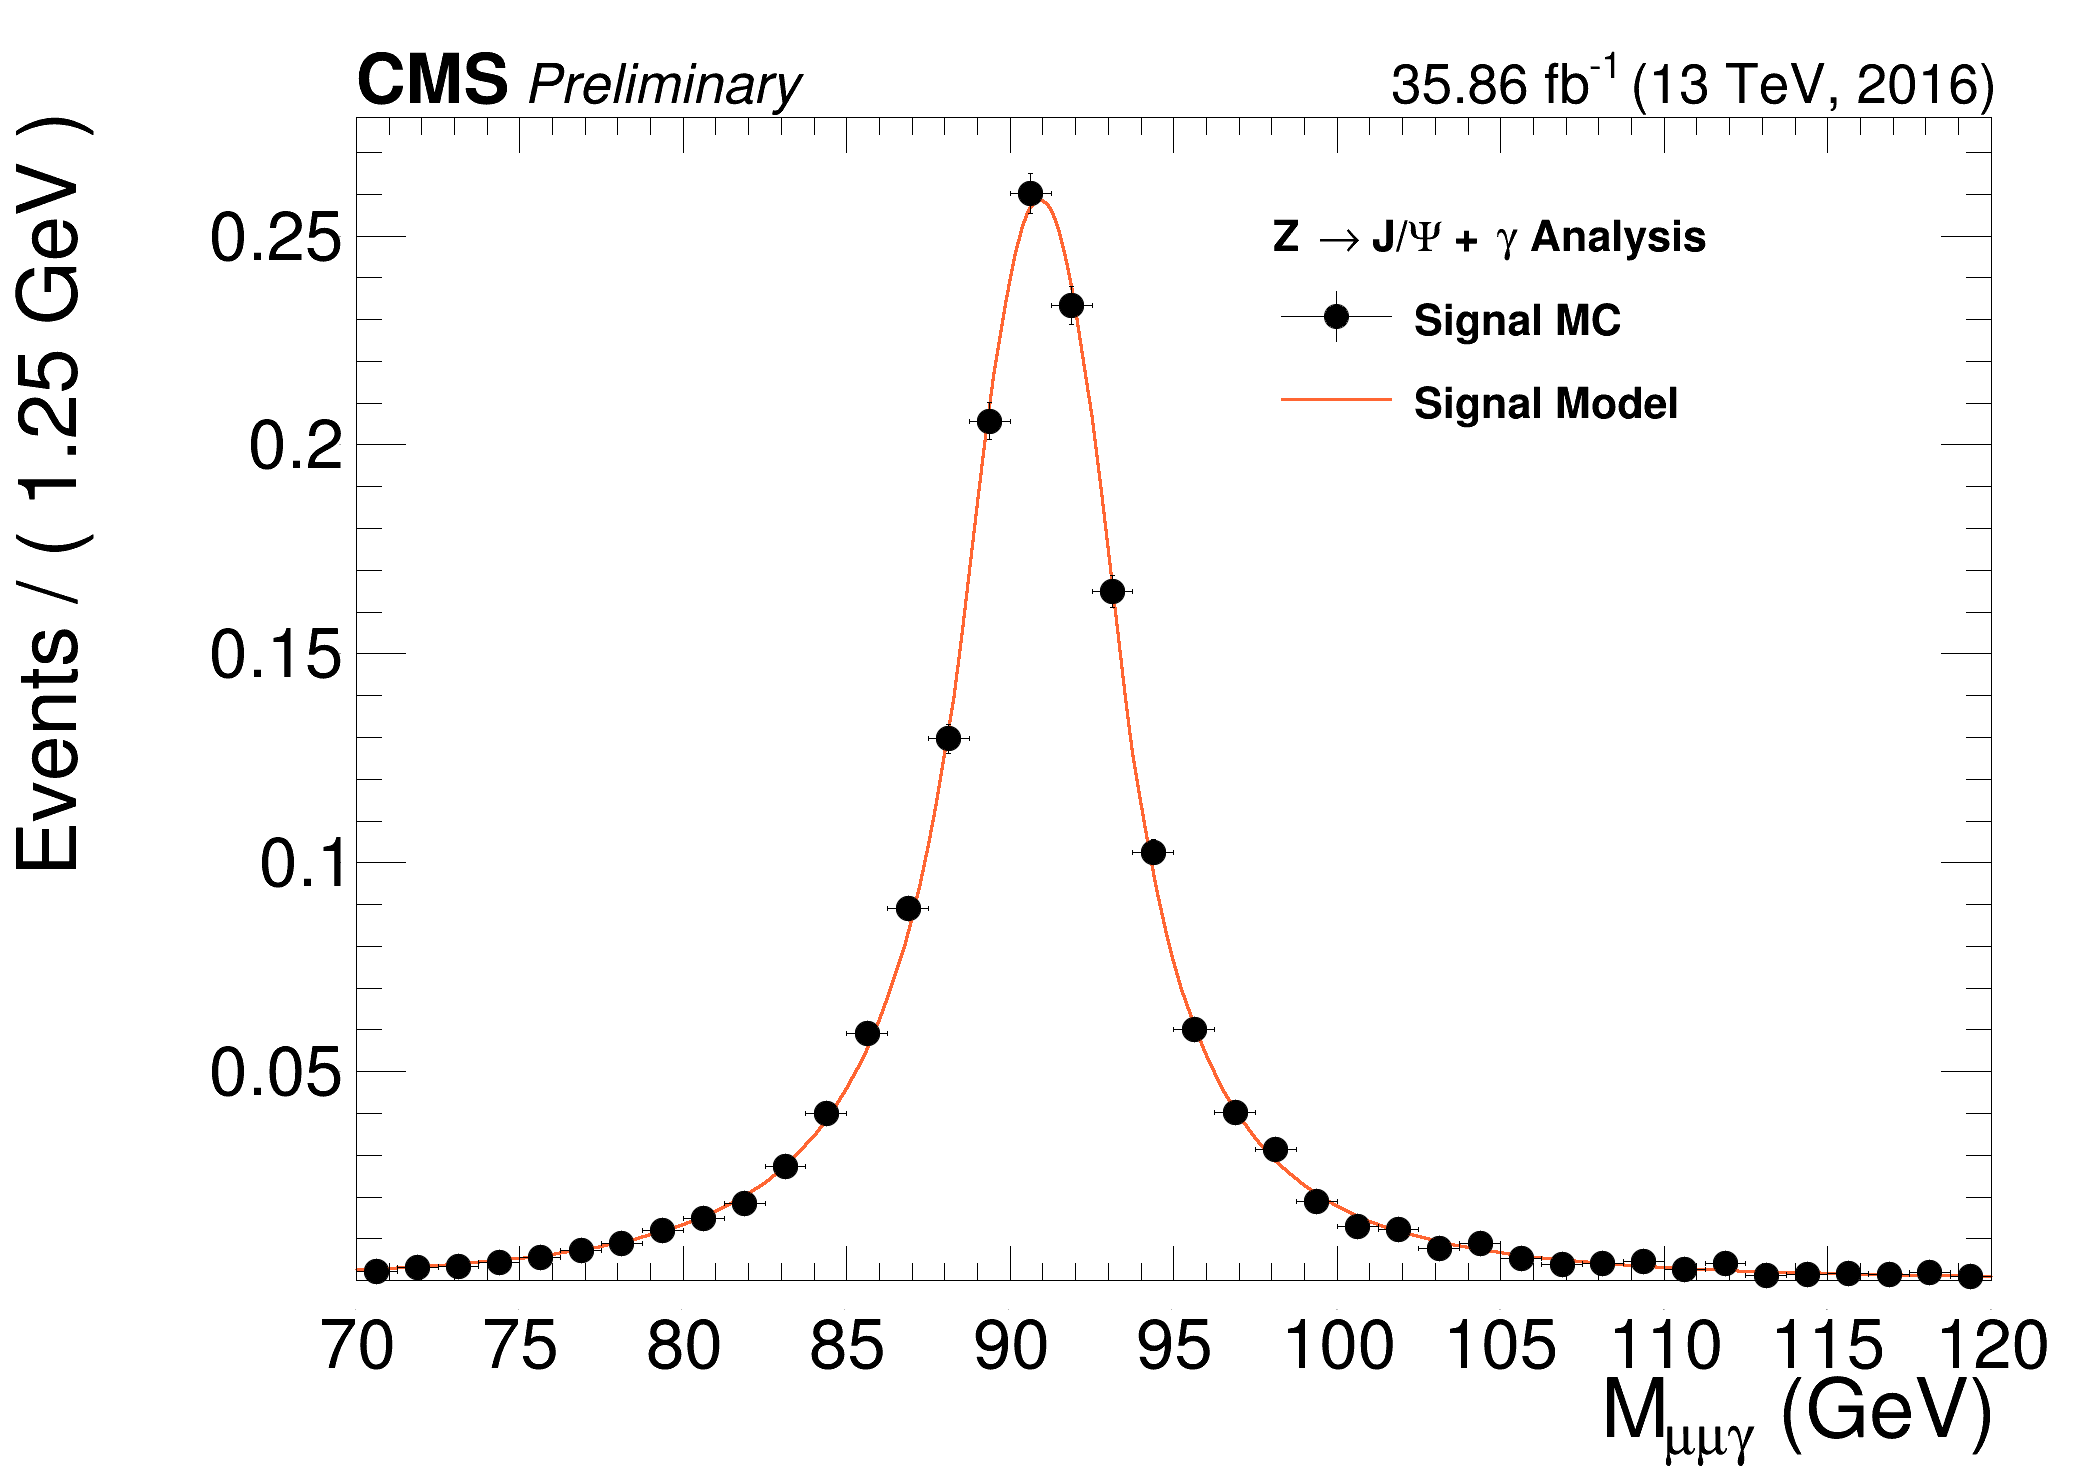 CMS Preliminary
35.86 fb⁻¹ (13 TeV, 2016)
Events / ( 1.25 GeV )
0.25
0.2
0.15
0.1
0.05
Z → J/Ψ + γ Analysis
Signal MC
Signal Model
70 75 80 85 90 95 100 105 110 115 120
Mμμγ (GeV)